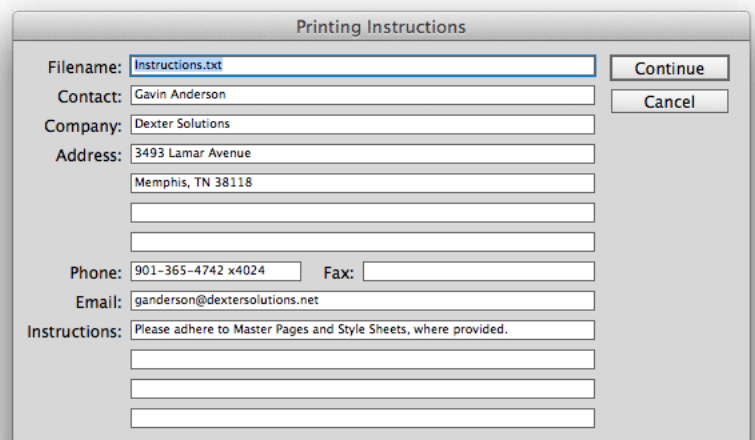 Printing Instructions
Filename: Instructions.txt
Continue
Contact: Gavin Anderson
Cancel
Company: Dexter Solutions
Address: 3493 Lamar Avenue
Memphis, TN 38118
Phone: 901-365-4742 x4024 Fax:
Email: ganderson@dextersolutions.net
Instructions: Please adhere to Master Pages and Style Sheets, where provided.